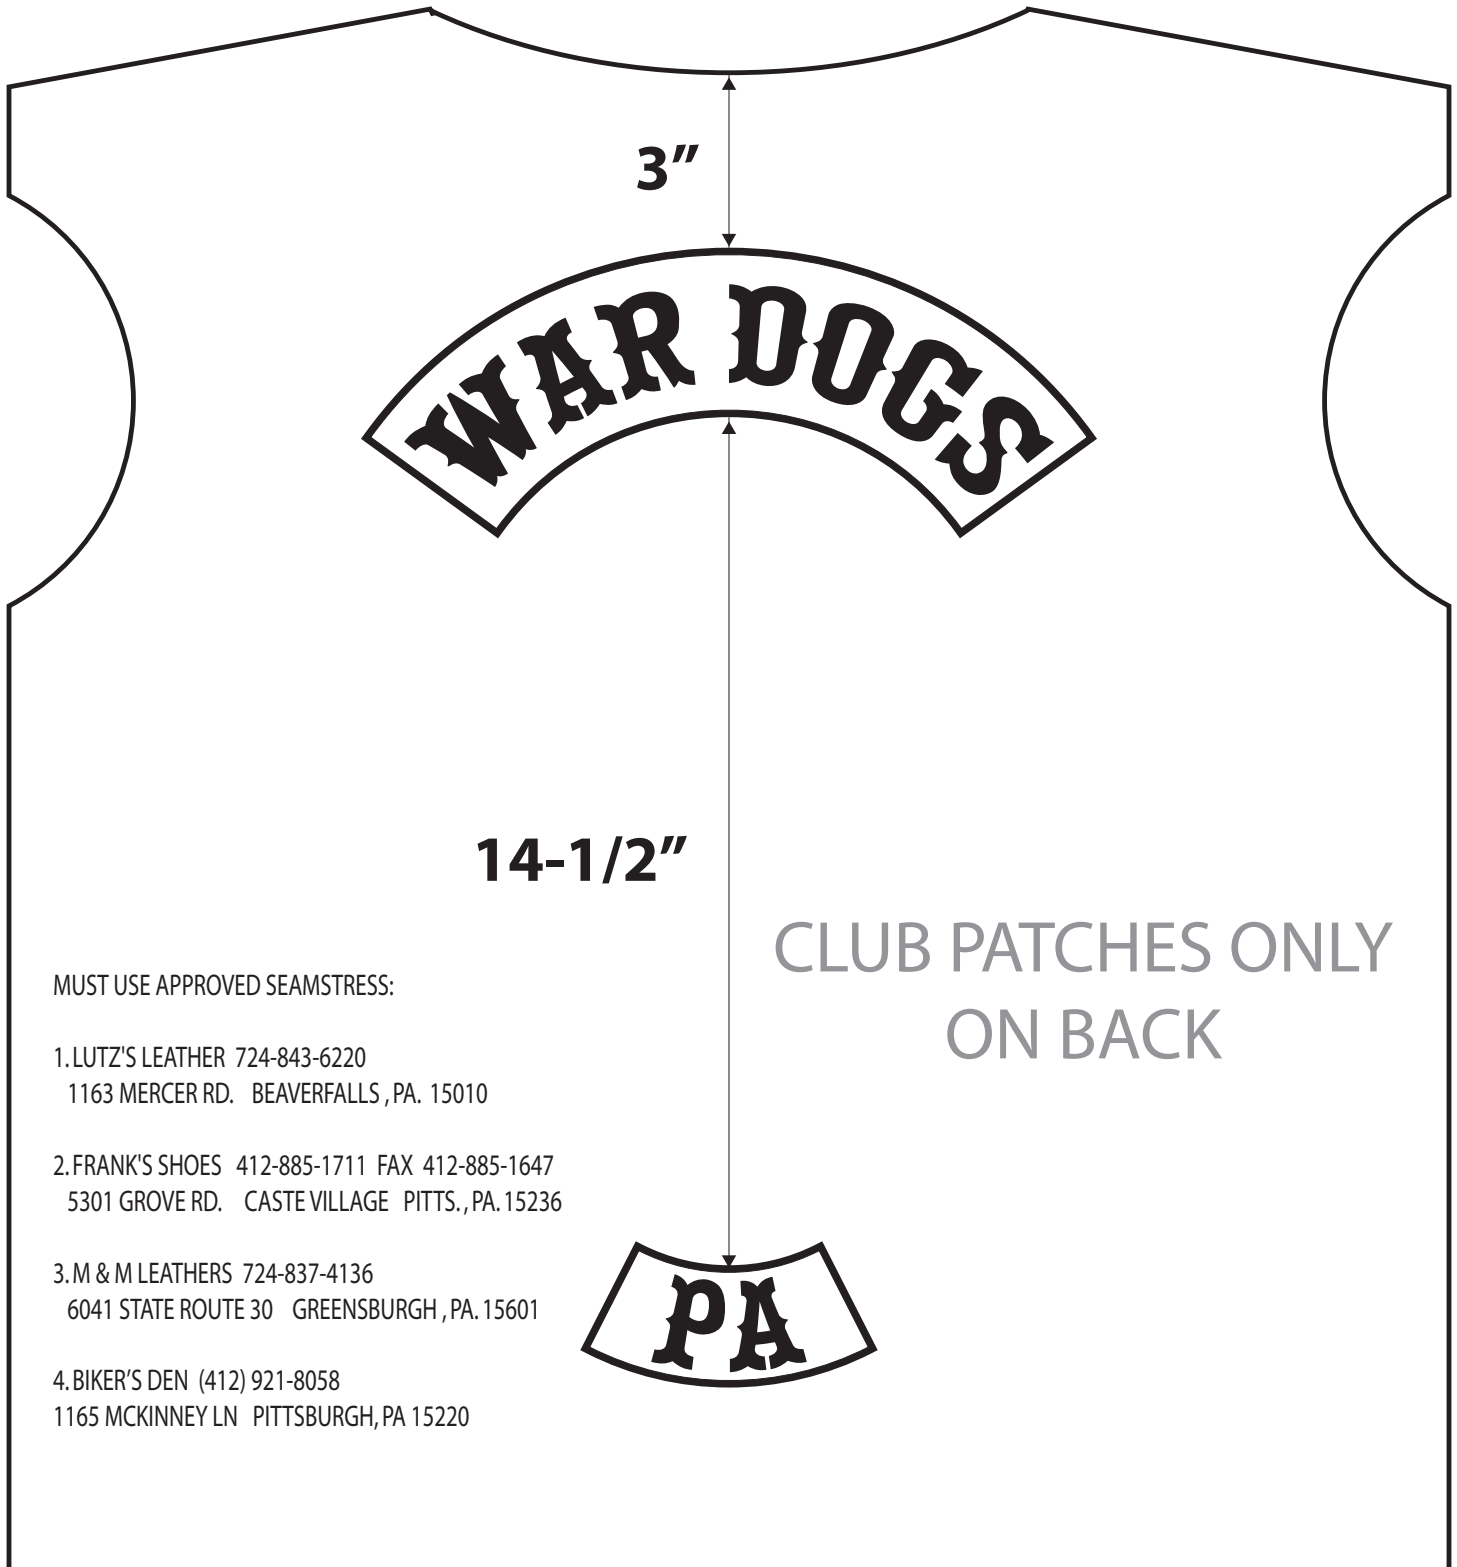 3”
WAR DOGS
14-1/2”
CLUB PATCHES ONLY
ON BACK
MUST USE APPROVED SEAMSTRESS:
1. LUTZ'S LEATHER 724-843-6220
1163 MERCER RD. BEAVERFALLS , PA. 15010
2. FRANK'S SHOES 412-885-1711 FAX 412-885-1647
5301 GROVE RD. CASTE VILLAGE PITTS. , PA. 15236
3. M & M LEATHERS 724-837-4136
6041 STATE ROUTE 30 GREENSBURGH , PA. 15601
4. BIKER’S DEN (412) 921-8058
1165 MCKINNEY LN PITTSBURGH, PA 15220
PA